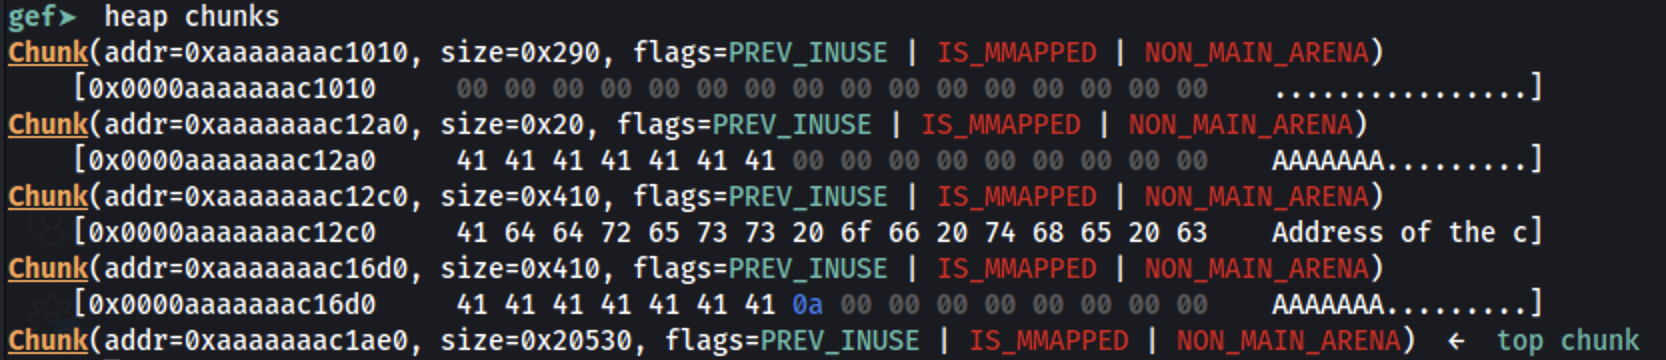 gef➤  heap chunks
Chunk(addr=0xaaaaaaac1010, size=0x290, flags=PREV_INUSE | IS_MMAPPED | NON_MAIN_ARENA)
    [0x0000aaaaaaac1010     00 00 00 00 00 00 00 00 00 00 00 00 00 00 00 00    ................]
Chunk(addr=0xaaaaaaac12a0, size=0x20, flags=PREV_INUSE | IS_MMAPPED | NON_MAIN_ARENA)
    [0x0000aaaaaaac12a0     41 41 41 41 41 41 41 00 00 00 00 00 00 00 00 00    AAAAAAA.........]
Chunk(addr=0xaaaaaaac12c0, size=0x410, flags=PREV_INUSE | IS_MMAPPED | NON_MAIN_ARENA)
    [0x0000aaaaaaac12c0     41 64 64 72 65 73 73 20 6f 66 20 74 68 65 20 63    Address of the c]
Chunk(addr=0xaaaaaaac16d0, size=0x410, flags=PREV_INUSE | IS_MMAPPED | NON_MAIN_ARENA)
    [0x0000aaaaaaac16d0     41 41 41 41 41 41 41 0a 00 00 00 00 00 00 00 00    AAAAAAA.........]
Chunk(addr=0xaaaaaaac1ae0, size=0x20530, flags=PREV_INUSE | IS_MMAPPED | NON_MAIN_ARENA)  ←  top chunk